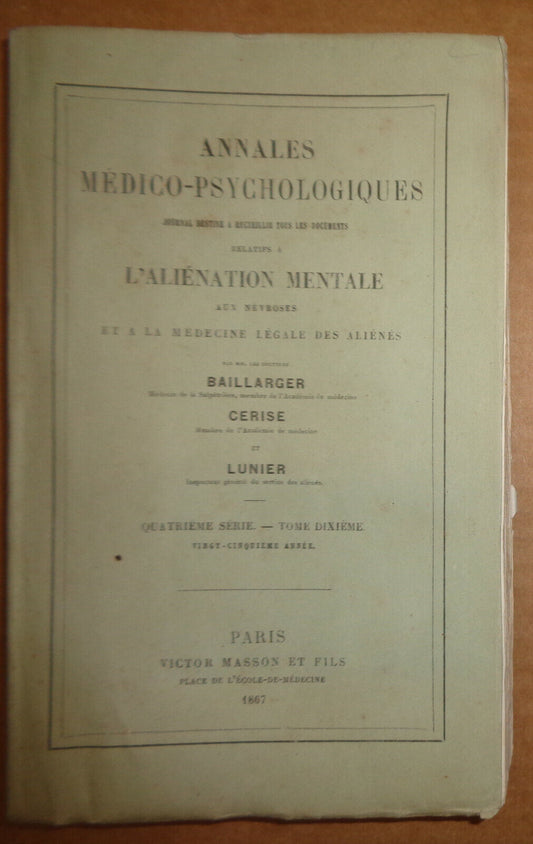 ANNALES
MÉDICO-PSYCHOLOGIQUES
JOURNAL DESTINÉ A RECUEILLIR TOUS LES DOCUMENTS
RELATIFS A
L'ALIÉNATION MENTALE
AUX NÉVROSES
ET A LA MÉDECINE LÉGALE DES ALIÉNÉS
PAR MM. LES DOCTEURS
BAILLARGER
Médecin de la Salpêtrière, membre de l'Académie de médecine
CERISE
Membre de l'Académie de médecine
ET
LUNIER
Inspecteur général du service des aliénés.
QUATRIÈME SÉRIE. — TOME DIXIÈME.
VINGT-CINQUIÈME ANNÉE.
PARIS
VICTOR MASSON ET FILS
PLACE DE L'ÉCOLE-DE-MÉDECINE
1867